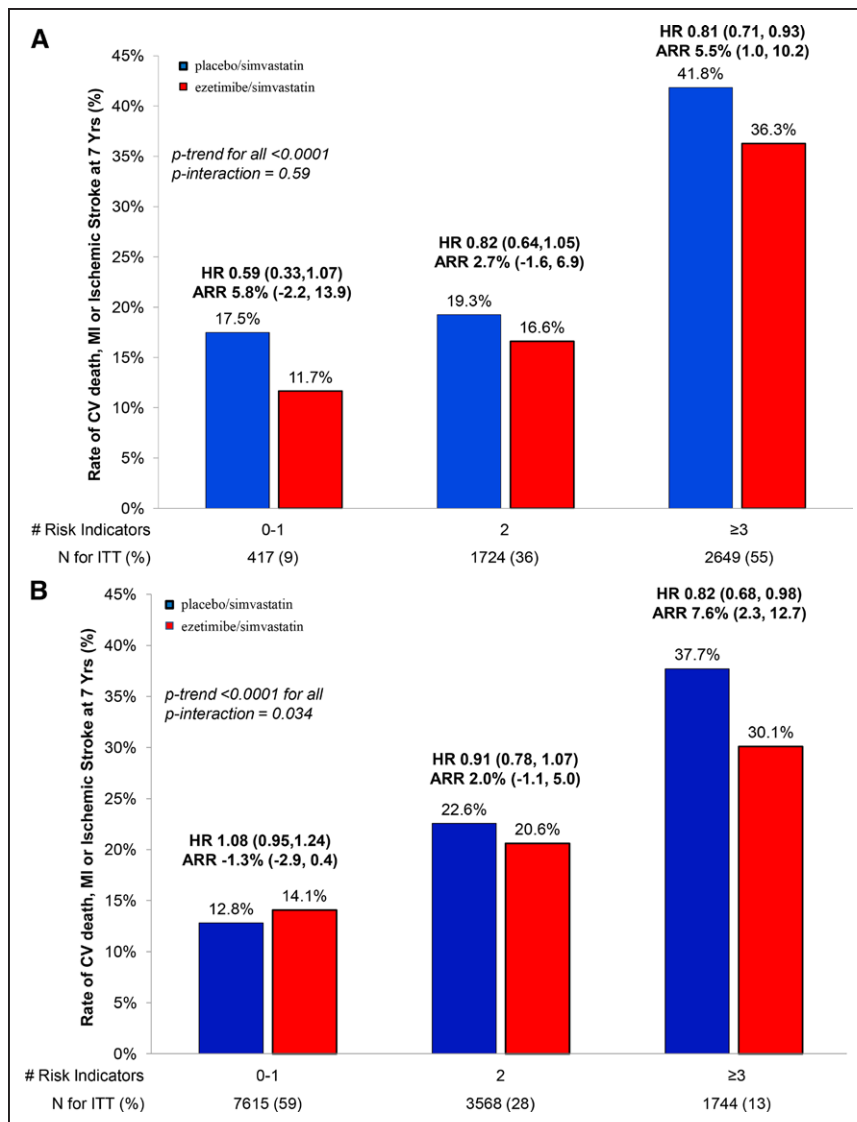 A
45%
40%
35%
30%
25%
20%
15%
10%
5%
0%
Rate of CV death, MI or Ischemic Stroke at 7 Yrs (%)
placebo/simvastatin
ezetimibe/simvastatin
p-trend for all <0.0001
p-interaction = 0.59
HR 0.59 (0.33,1.07)
ARR 5.8% (-2.2, 13.9)
17.5%
11.7%
HR 0.82 (0.64,1.05)
ARR 2.7% (-1.6, 6.9)
19.3%
16.6%
HR 0.81 (0.71, 0.93)
ARR 5.5% (1.0, 10.2)
41.8%
36.3%
# Risk Indicators 0-1 2 ≥3
N for ITT (%) 417 (9) 1724 (36) 2649 (55)
B
45%
40%
35%
30%
25%
20%
15%
10%
5%
0%
Rate of CV death, MI or Ischemic Stroke at 7 Yrs (%)
placebo/simvastatin
ezetimibe/simvastatin
p-trend <0.0001 for all
p-interaction = 0.034
HR 1.08 (0.95,1.24)
ARR -1.3% (-2.9, 0.4)
12.8%
14.1%
HR 0.91 (0.78, 1.07)
ARR 2.0% (-1.1, 5.0)
22.6%
20.6%
HR 0.82 (0.68, 0.98)
ARR 7.6% (2.3, 12.7)
37.7%
30.1%
# Risk Indicators 0-1 2 ≥3
N for ITT (%) 7615 (59) 3568 (28) 1744 (13)